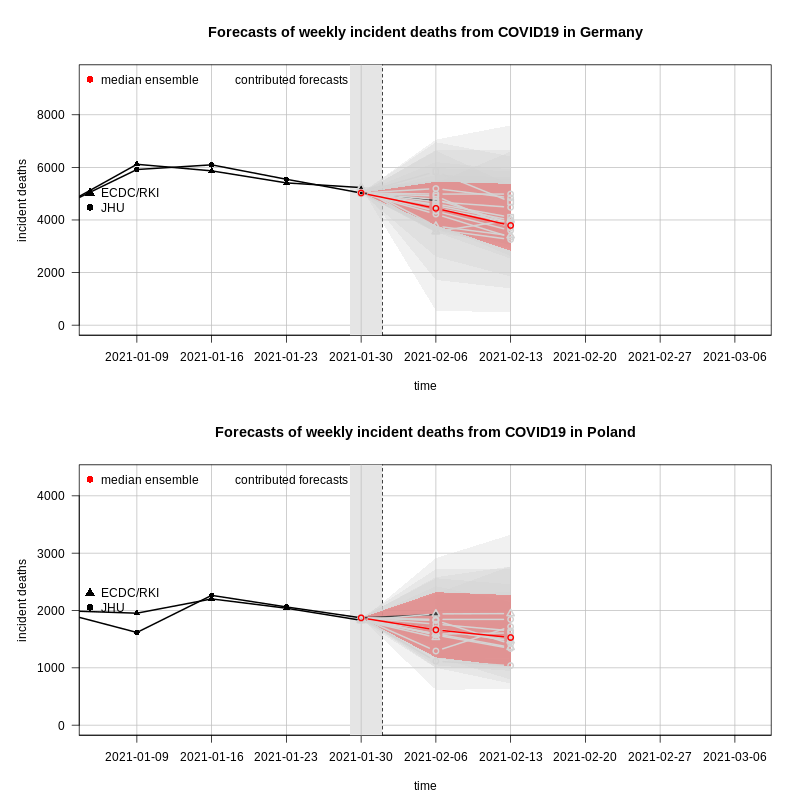 Forecasts of weekly incident deaths from COVID19 in Germany
median ensemble contributed forecasts
8000
6000
ECDC/RKI
JHU
4000
2000
0
incident deaths
2021-01-09 2021-01-16 2021-01-23 2021-01-30 2021-02-06 2021-02-13 2021-02-20 2021-02-27 2021-03-06
time
Forecasts of weekly incident deaths from COVID19 in Poland
median ensemble contributed forecasts
4000
3000
ECDC/RKI
JHU
2000
1000
0
incident deaths
2021-01-09 2021-01-16 2021-01-23 2021-01-30 2021-02-06 2021-02-13 2021-02-20 2021-02-27 2021-03-06
time